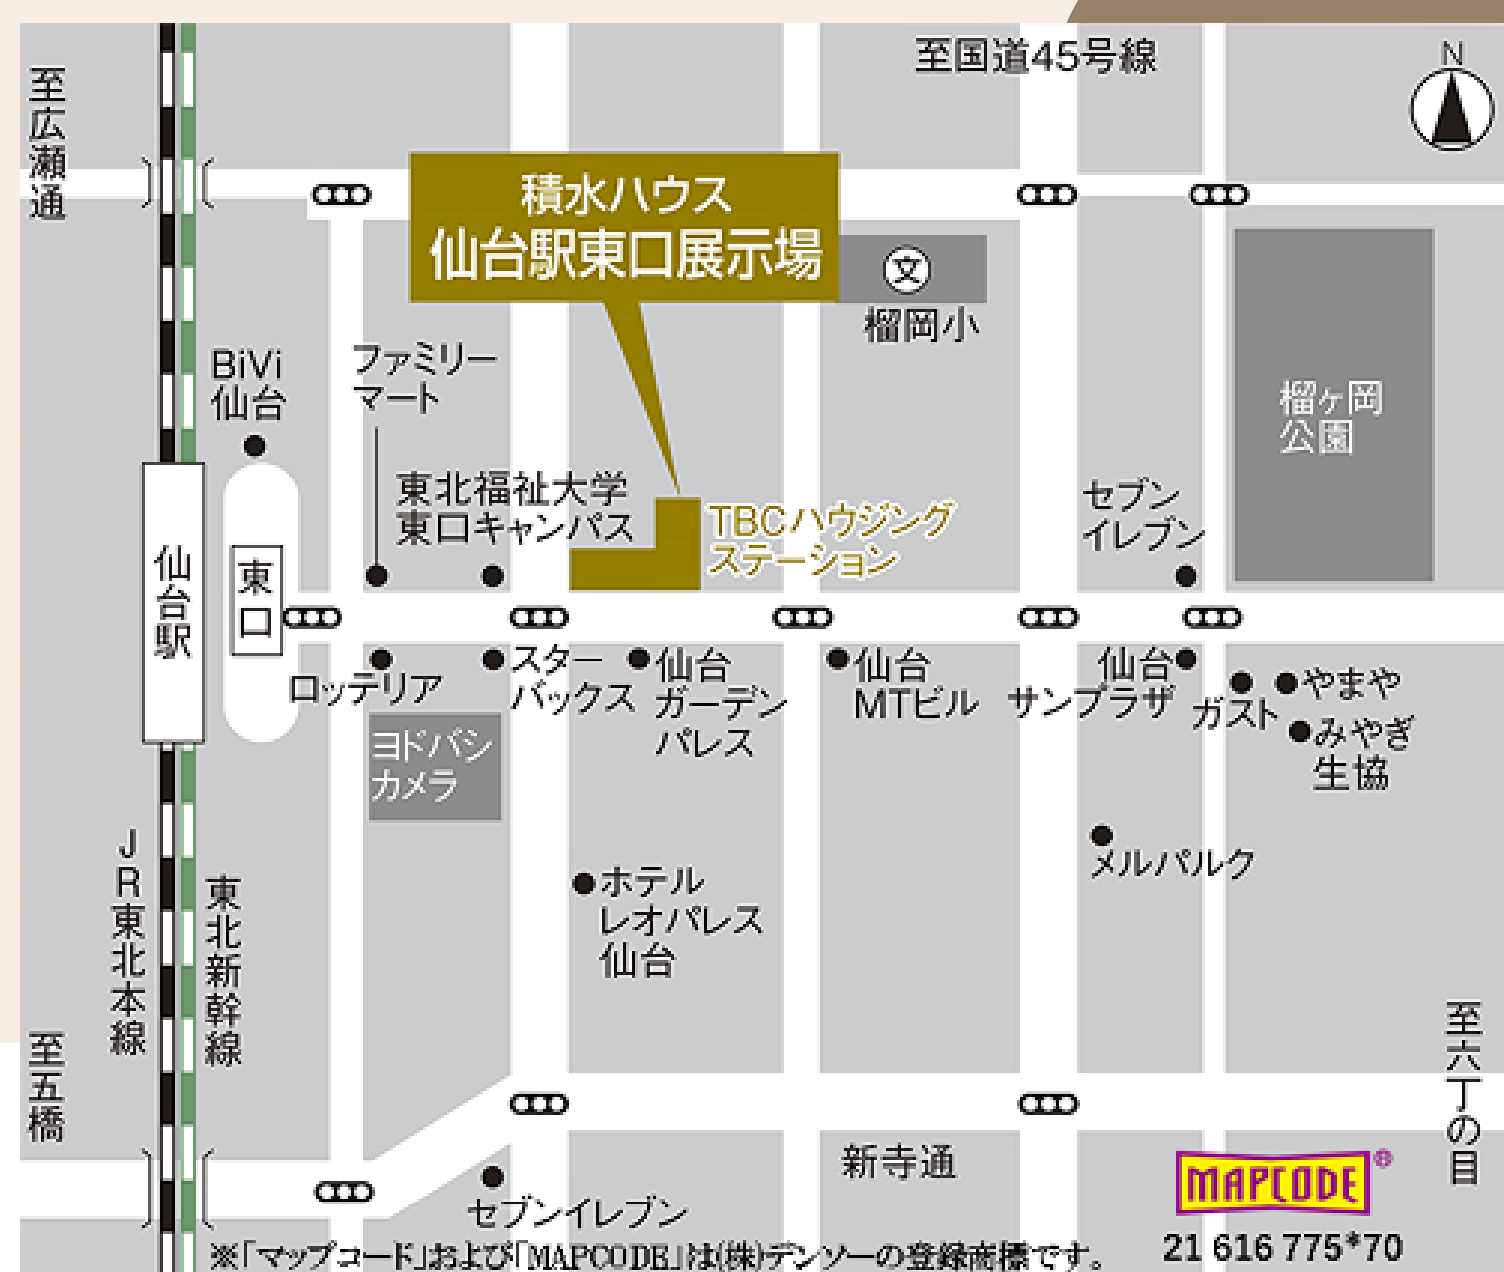 至国道45号線
N
至広瀬通
積水ハウス
仙台駅東口展示場
文
榴岡小
BiVi
仙台
ファミリー
マート
榴ヶ岡
公園
東北福祉大学
東口キャンパス
TBCハウジング
ステーション
セブン
イレブン
仙台駅
東口
ロッテリア
スター
バックス
仙台
ガーデン
パレス
仙台
MTビル
仙台
サンプラザ
ガスト
やまや
みやぎ
生協
ヨドバシ
カメラ
メルパルク
ホテル
レオパレス
仙台
JR東北本線
東北新幹線
至五橋
至六丁の目
新寺通
セブンイレブン
MAPCODE®
21 616 775*70
※「マップコード」および「MAPCODE」は(株)デンソーの登録商標です。